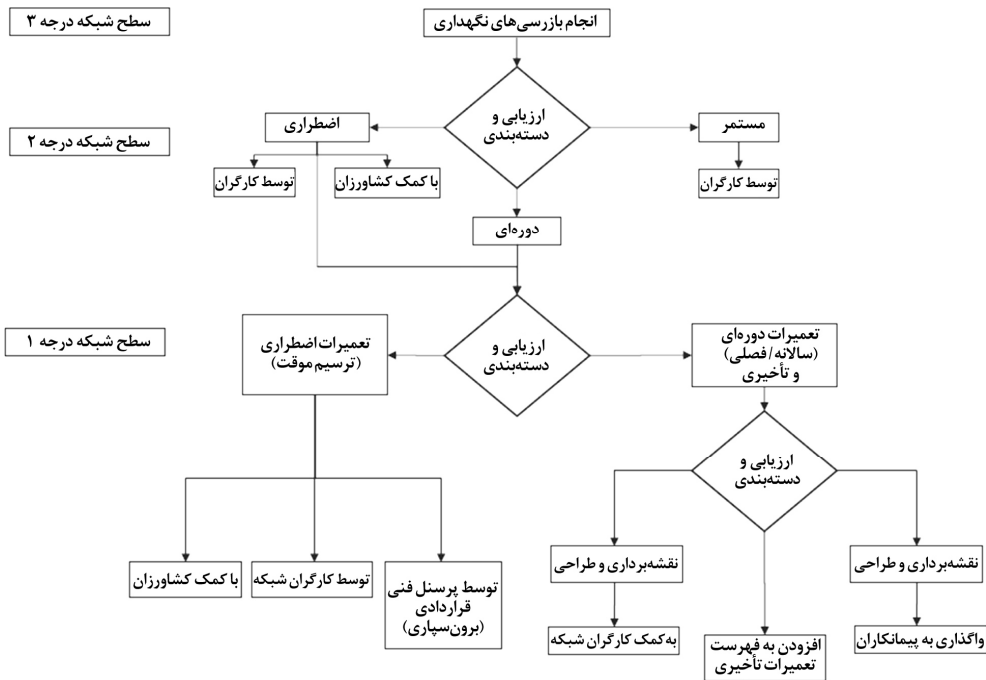 انجام بازرسی‌های نگهداری
سطح شبکه درجه ۳
ارزیابی و
دسته‌بندی
مستمر
اضطراری
سطح شبکه درجه ۲
توسط کارگران
با کمک کشاورزان
توسط کارگران
دوره‌ای
سطح شبکه درجه ۱
تعمیرات دوره‌ای
(سالانه/فصلی)
و تأخیری
ارزیابی و
دسته‌بندی
تعمیرات اضطراری
(ترسیم موقت)
ارزیابی و
دسته‌بندی
نقشه‌برداری و طراحی
نقشه‌برداری و طراحی
توسط پرسنل فنی
قراردادی
(برون‌سپاری)
توسط کارگران شبکه
با کمک کشاورزان
واگذاری به پیمانکاران
افزودن به فهرست
تعمیرات تأخیری
به‌کمک کارگران شبکه